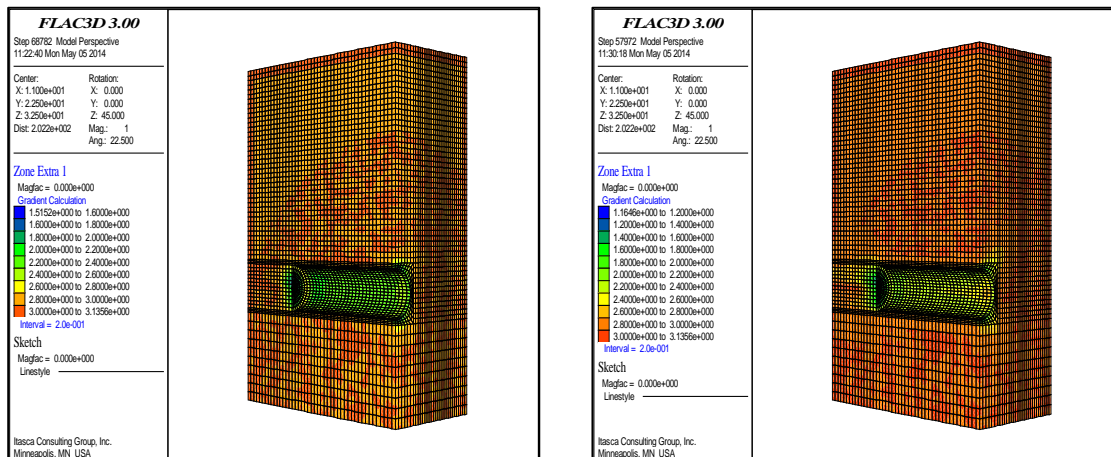 FLAC3D 3.00
Step 68782 Model Perspective
11:22:40 Mon May 05 2014
Center:
X: 1.100e+001
Y: 2.250e+001
Z: 3.250e+001
Dist: 2.022e+002
Rotation:
X: 0.000
Y: 0.000
Z: 45.000
Mag.: 1
Ang.: 22.500
Zone Extra 1
Magfac = 0.000e+000
Gradient Calculation
1.5152e+000 to 1.6000e+000
1.6000e+000 to 1.8000e+000
1.8000e+000 to 2.0000e+000
2.0000e+000 to 2.2000e+000
2.2000e+000 to 2.4000e+000
2.4000e+000 to 2.6000e+000
2.6000e+000 to 2.8000e+000
2.8000e+000 to 3.0000e+000
3.0000e+000 to 3.1356e+000
Interval = 2.0e-001
Sketch
Magfac = 0.000e+000
Linestyle
Itasca Consulting Group, Inc.
Minneapolis, MN USA
FLAC3D 3.00
Step 57972 Model Perspective
11:30:18 Mon May 05 2014
Center:
X: 1.100e+001
Y: 2.250e+001
Z: 3.250e+001
Dist: 2.022e+002
Rotation:
X: 0.000
Y: 0.000
Z: 45.000
Mag.: 1
Ang.: 22.500
Zone Extra 1
Magfac = 0.000e+000
Gradient Calculation
1.1646e+000 to 1.2000e+000
1.2000e+000 to 1.4000e+000
1.4000e+000 to 1.6000e+000
1.6000e+000 to 1.8000e+000
1.8000e+000 to 2.0000e+000
2.0000e+000 to 2.2000e+000
2.2000e+000 to 2.4000e+000
2.4000e+000 to 2.6000e+000
2.6000e+000 to 2.8000e+000
2.8000e+000 to 3.0000e+000
3.0000e+000 to 3.1356e+000
Interval = 2.0e-001
Sketch
Magfac = 0.000e+000
Linestyle
Itasca Consulting Group, Inc.
Minneapolis, MN USA